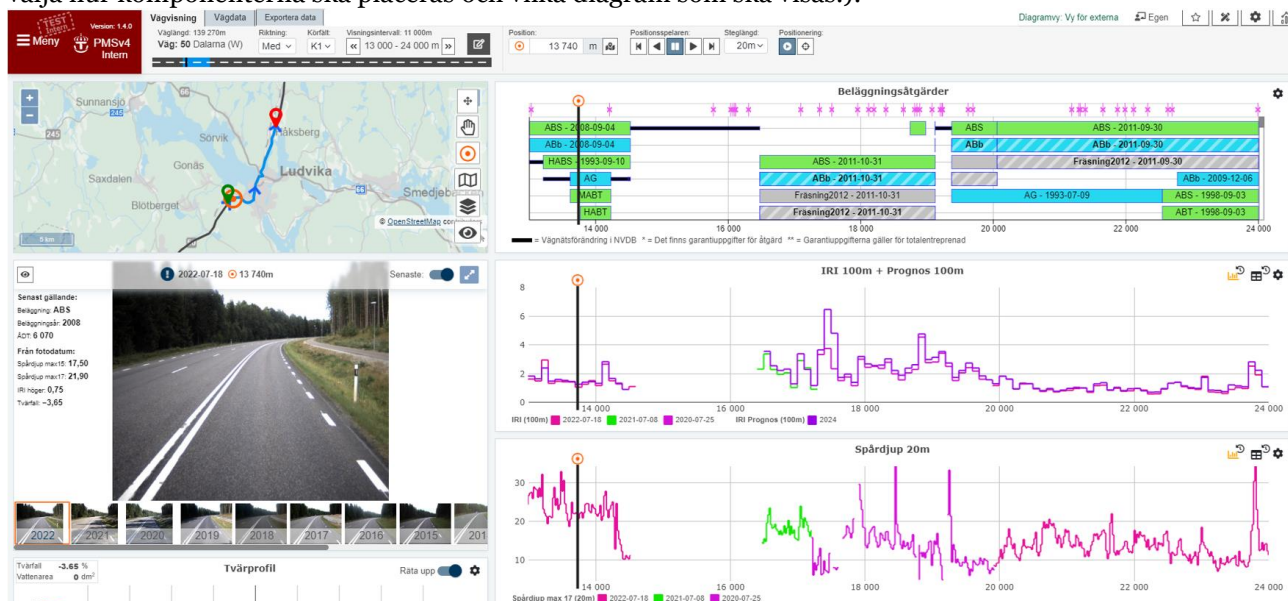 välja hur komponenterna ska placeras och vilka diagram som ska visas.).
TEST
Intern
Version: 1.4.0
Meny
PMSv4
Intern
Vägvisning Vägdata Exportera data
Väglängd: 139 270m Riktning: Körfält: Visningsintervall: 11 000m
Väg: 50 Dalarna (W) Med K1 « 13 000 - 24 000 m »
Position: Positionsspelaren: Steglängd: Positionering:
13 740 m 20m
Diagramvy: Vy för externa Egen
+
−
Sunnansjö
66
245
245
Sörvik
Håksberg
Gonäs
Ludvika
Saxdalen
66
Smedjebacken
Blötberget
© OpenStreetMap contributors
5 km
2022-07-18 13 740m Senaste:
Senast gällande:
Beläggning: ABS
Beläggningsår: 2008
ÅDT: 6 070
Från fotodatum:
Spårdjup max15: 17,50
Spårdjup max17: 21,90
IRI höger: 0,75
Tvärfall: −3,65
2022 2021 2020 2019 2018 2017 2016 2015 201
Tvärfall -3.65 %
Vattenarea 0 dm²
Tvärprofil
Räta upp
Beläggningsåtgärder
ABS - 2008-09-04 ABS ABS - 2011-09-30
ABb - 2008-09-04 ABb ABb - 2011-09-30
HABS - 1993-09-10 ABS - 2011-10-31 Fräsning2012 - 2011-09-30
AG ABb - 2011-10-31 ABb - 2009-12-06
MABT Fräsning2012 - 2011-10-31 AG - 1993-07-09 ABS - 1998-09-03
HABT Fräsning2012 - 2011-10-31 ABT - 1998-09-03
14 000 16 000 18 000 20 000 22 000 24 000
= Vägnätsförändring i NVDB * = Det finns garantiuppgifter för åtgärd ** = Garantiuppgifterna gäller för totalentreprenad
IRI 100m + Prognos 100m
8
6
4
2
0
14 000 16 000 18 000 20 000 22 000 24 000
IRI (100m) 2022-07-18 2021-07-08 2020-07-25 IRI Prognos (100m) 2024
Spårdjup 20m
30
20
10
14 000 16 000 18 000 20 000 22 000 24 000
Spårdjup max 17 (20m) 2022-07-18 2021-07-08 2020-07-25